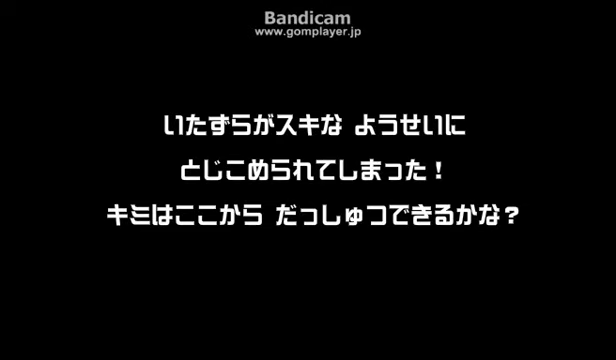 Bandicam
www.gomplayer.jp
いたずらがスキな ようせいに
とじこめられてしまった！
キミはここから だっしゅつできるかな？